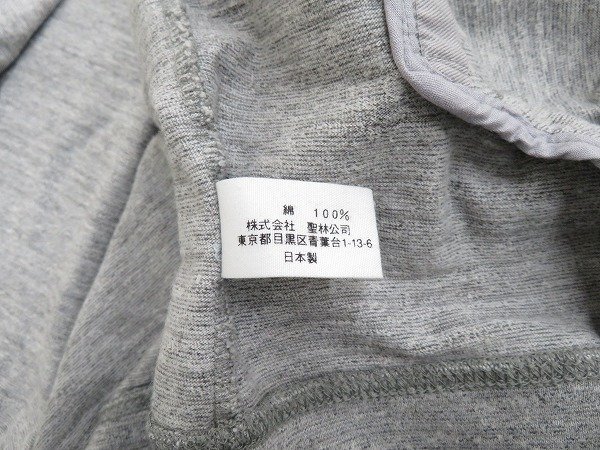 綿 100%
株式会社 聖林公司
東京都目黒区青葉台1-13-6
日本製